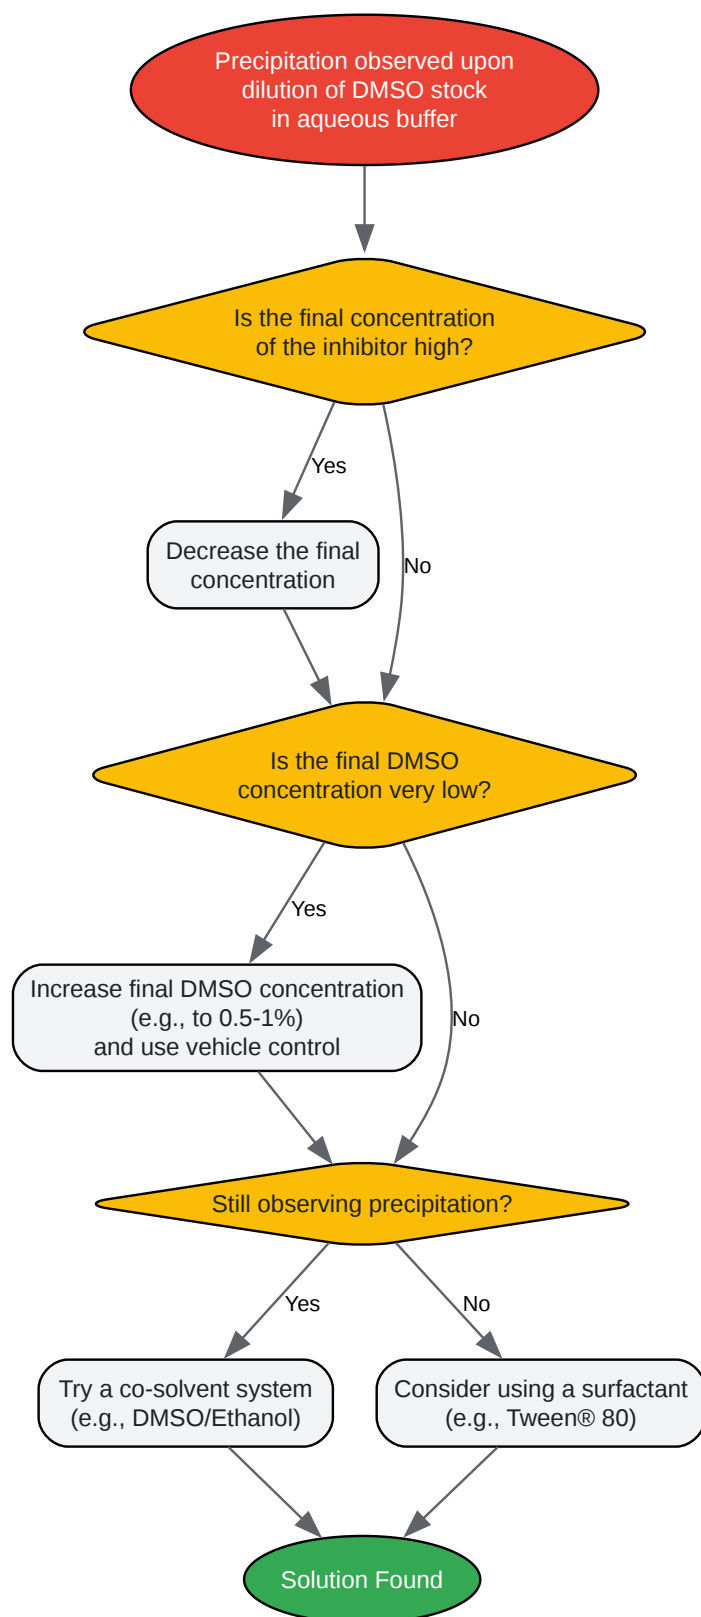 Precipitation observed upon
dilution of DMSO stock
in aqueous buffer
Is the final concentration
of the inhibitor high?
Yes
Decrease the final
concentration
No
Is the final DMSO
concentration very low?
Yes
Increase final DMSO concentration
(e.g., to 0.5-1%)
and use vehicle control
No
Still observing precipitation?
Yes
No
Try a co-solvent system
(e.g., DMSO/Ethanol)
Consider using a surfactant
(e.g., Tween® 80)
Solution Found